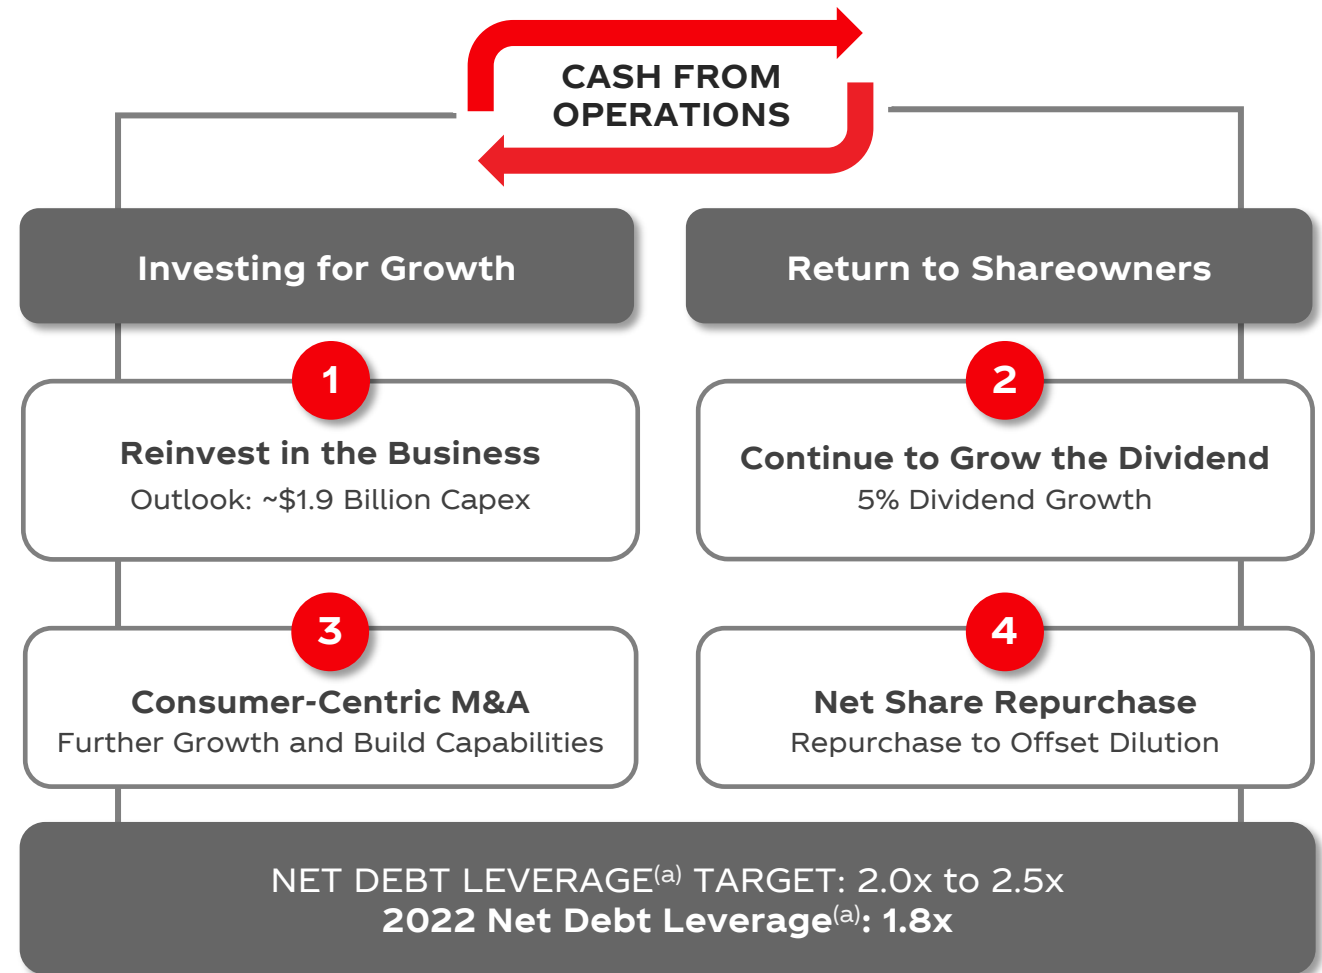 CASH FROM
OPERATIONS
Investing for Growth
Return to Shareowners
1
Reinvest in the Business
Outlook: ~$1.9 Billion Capex
2
Continue to Grow the Dividend
5% Dividend Growth
3
Consumer-Centric M&A
Further Growth and Build Capabilities
4
Net Share Repurchase
Repurchase to Offset Dilution
NET DEBT LEVERAGE(a) TARGET: 2.0x to 2.5x
2022 Net Debt Leverage(a): 1.8x